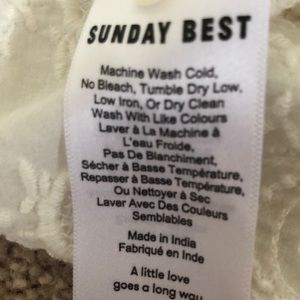 SUNDAY BEST
Machine Wash Cold,
No Bleach, Tumble Dry Low,
Low Iron, Or Dry Clean
Wash With Like Colours
Laver à La Machine à
L'eau Froide,
Pas De Blanchiment,
Sécher à Basse Température,
Repasser à Basse Température,
Ou Nettoyer à Sec
Laver Avec Des Couleurs
Semblables
Made in India
Fabriqué en Inde
A little love
goes a long way